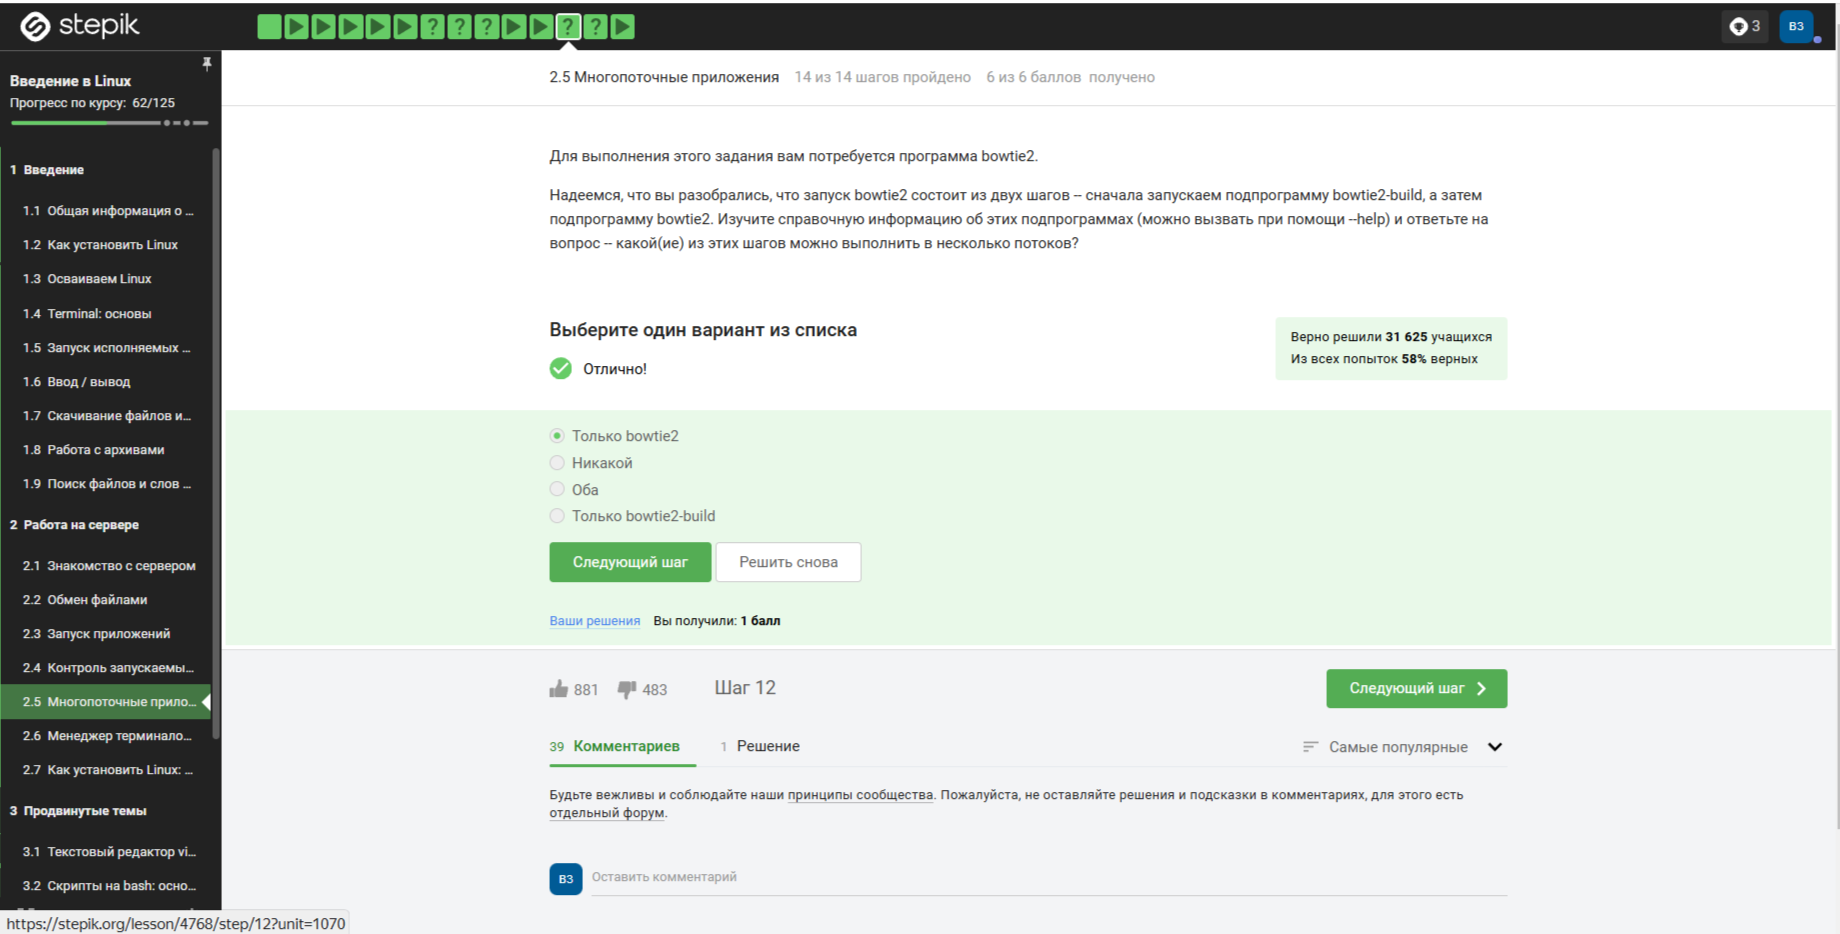 stepik
? ? ? ? ?
3
ВЗ
Введение в Linux
Прогресс по курсу: 62/125
2.5 Многопоточные приложения 14 из 14 шагов пройдено 6 из 6 баллов получено
1 Введение
1.1 Общая информация о ...
1.2 Как установить Linux
1.3 Осваиваем Linux
1.4 Terminal: основы
1.5 Запуск исполняемых ...
1.6 Ввод / вывод
1.7 Скачивание файлов и...
1.8 Работа с архивами
1.9 Поиск файлов и слов ...
2 Работа на сервере
2.1 Знакомство с сервером
2.2 Обмен файлами
2.3 Запуск приложений
2.4 Контроль запускаемы...
2.5 Многопоточные прило...
2.6 Менеджер терминало...
2.7 Как установить Linux: ...
3 Продвинутые темы
3.1 Текстовый редактор vi...
3.2 Скрипты на bash: осно...
Для выполнения этого задания вам потребуется программа bowtie2.
Надеемся, что вы разобрались, что запуск bowtie2 состоит из двух шагов -- сначала запускаем подпрограмму bowtie2-build, а затем
подпрограмму bowtie2. Изучите справочную информацию об этих подпрограммах (можно вызвать при помощи --help) и ответьте на
вопрос -- какой(ие) из этих шагов можно выполнить в несколько потоков?
Выберите один вариант из списка
Отлично!
Верно решили 31 625 учащихся
Из всех попыток 58% верных
Только bowtie2
Никакой
Оба
Только bowtie2-build
Следующий шаг Решить снова
Ваши решения Вы получили: 1 балл
881 483 Шаг 12
Следующий шаг
39 Комментариев 1 Решение
Самые популярные
Будьте вежливы и соблюдайте наши принципы сообщества. Пожалуйста, не оставляйте решения и подсказки в комментариях, для этого есть
отдельный форум.
ВЗ Оставить комментарий
https://stepik.org/lesson/4768/step/12?unit=1070